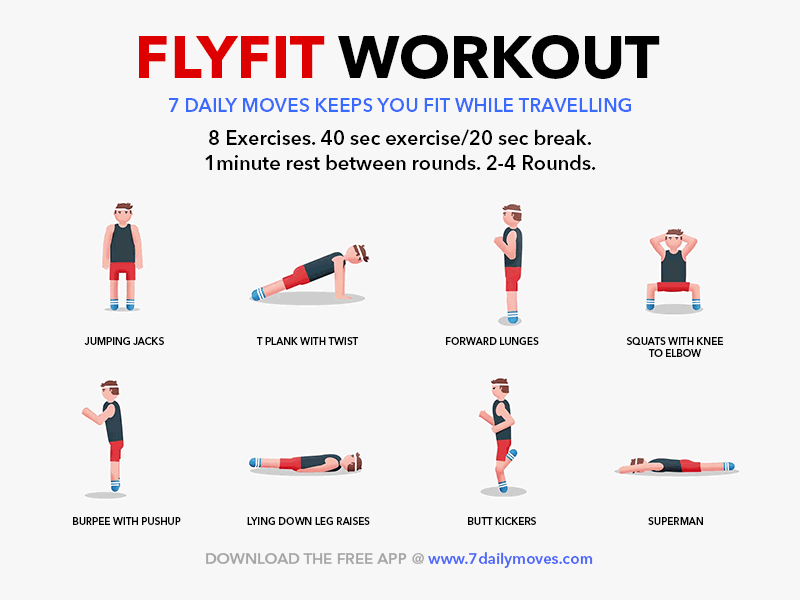 FLYFIT WORKOUT
7 DAILY MOVES KEEPS YOU FIT WHILE TRAVELLING
8 Exercises. 40 sec exercise/20 sec break.
1minute rest between rounds. 2-4 Rounds.
JUMPING JACKS
T PLANK WITH TWIST
FORWARD LUNGES
SQUATS WITH KNEE
TO ELBOW
BURPEE WITH PUSHUP
LYING DOWN LEG RAISES
BUTT KICKERS
SUPERMAN
DOWNLOAD THE FREE APP @ www.7dailymoves.com